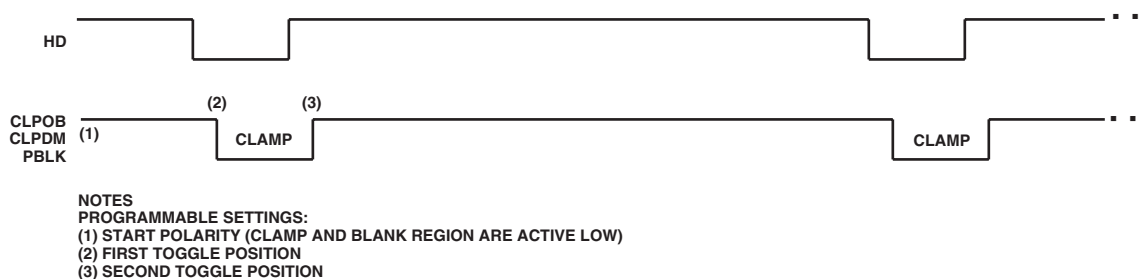 HD
(2) (3)
CLPOB
CLPDM (1)
PBLK
CLAMP CLAMP
NOTES
PROGRAMMABLE SETTINGS:
(1) START POLARITY (CLAMP AND BLANK REGION ARE ACTIVE LOW)
(2) FIRST TOGGLE POSITION
(3) SECOND TOGGLE POSITION